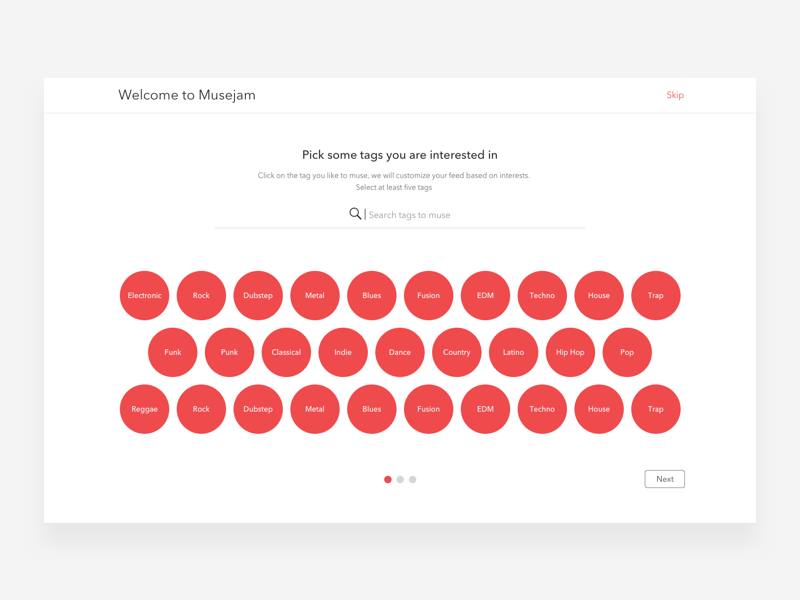 Welcome to Musejam
Skip
Pick some tags you are interested in
Click on the tag you like to muse, we will customize your feed based on interests.
Select at least five tags
Search tags to muse
Electronic Rock Dubstep Metal Blues Fusion EDM Techno House Trap
Funk Punk Classical Indie Dance Country Latino Hip Hop Pop
Reggae Rock Dubstep Metal Blues Fusion EDM Techno House Trap
Next